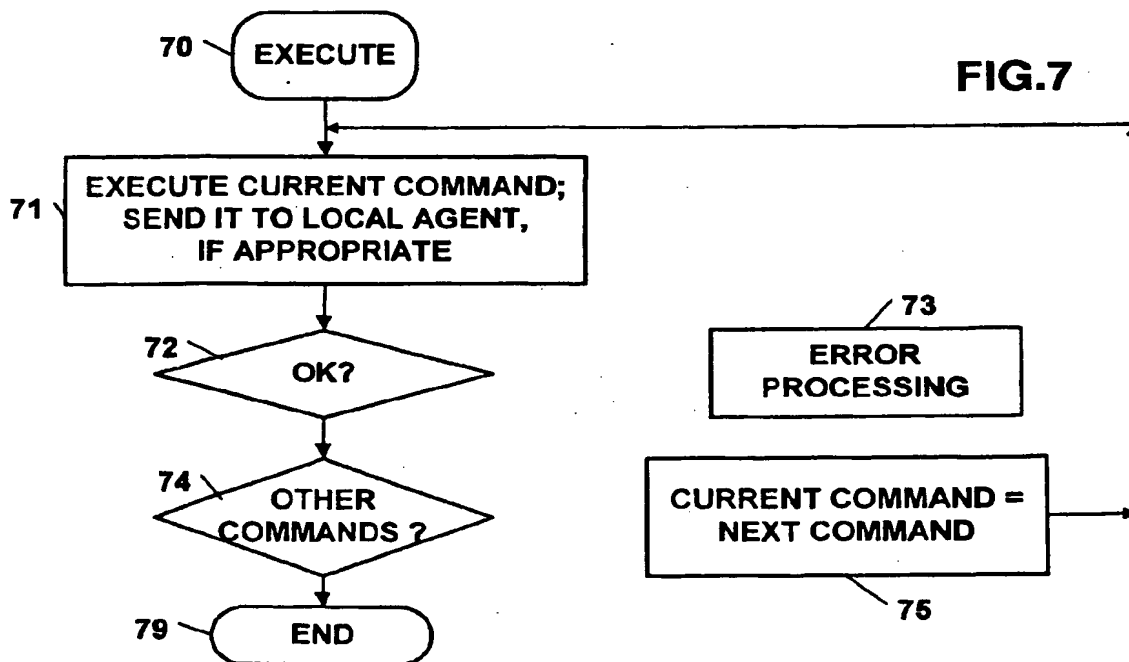 70
EXECUTE
FIG.7
71
EXECUTE CURRENT COMMAND;
SEND IT TO LOCAL AGENT,
IF APPROPRIATE
72
OK?
73
ERROR
PROCESSING
74
OTHER
COMMANDS ?
CURRENT COMMAND =
NEXT COMMAND
75
79
END